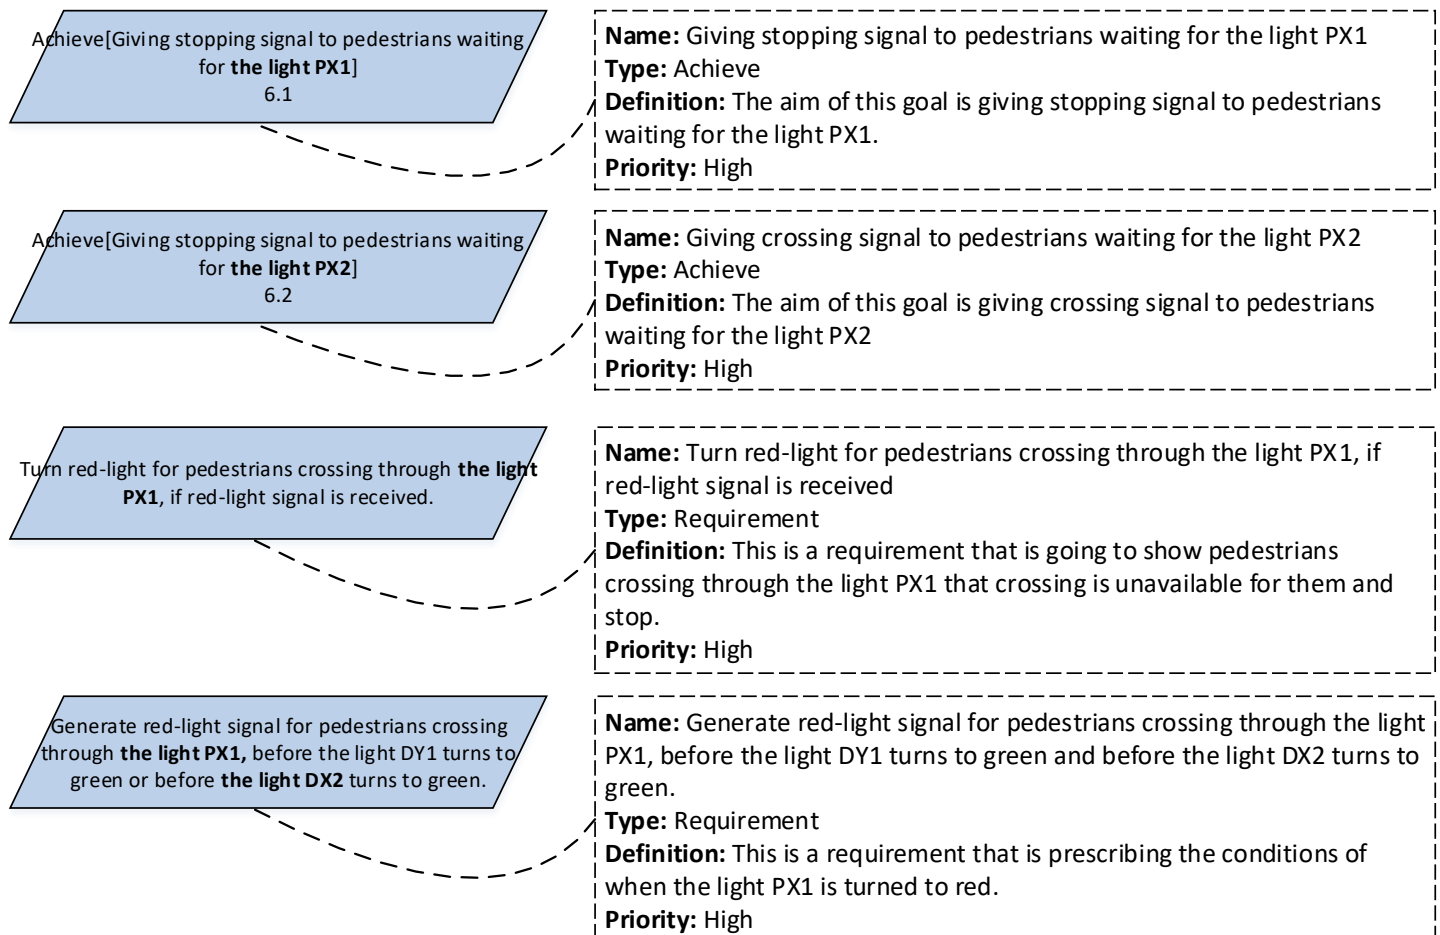 Achieve[Giving stopping signal to pedestrians waiting
for the light PX1]
6.1
Name: Giving stopping signal to pedestrians waiting for the light PX1
Type: Achieve
Definition: The aim of this goal is giving stopping signal to pedestrians
waiting for the light PX1.
Priority: High
Achieve[Giving stopping signal to pedestrians waiting
for the light PX2]
6.2
Name: Giving crossing signal to pedestrians waiting for the light PX2
Type: Achieve
Definition: The aim of this goal is giving crossing signal to pedestrians
waiting for the light PX2
Priority: High
Turn red-light for pedestrians crossing through the light
PX1, if red-light signal is received.
Name: Turn red-light for pedestrians crossing through the light PX1, if
red-light signal is received
Type: Requirement
Definition: This is a requirement that is going to show pedestrians
crossing through the light PX1 that crossing is unavailable for them and
stop.
Priority: High
Generate red-light signal for pedestrians crossing
through the light PX1, before the light DY1 turns to
green or before the light DX2 turns to green.
Name: Generate red-light signal for pedestrians crossing through the light
PX1, before the light DY1 turns to green and before the light DX2 turns to
green.
Type: Requirement
Definition: This is a requirement that is prescribing the conditions of
when the light PX1 is turned to red.
Priority: High